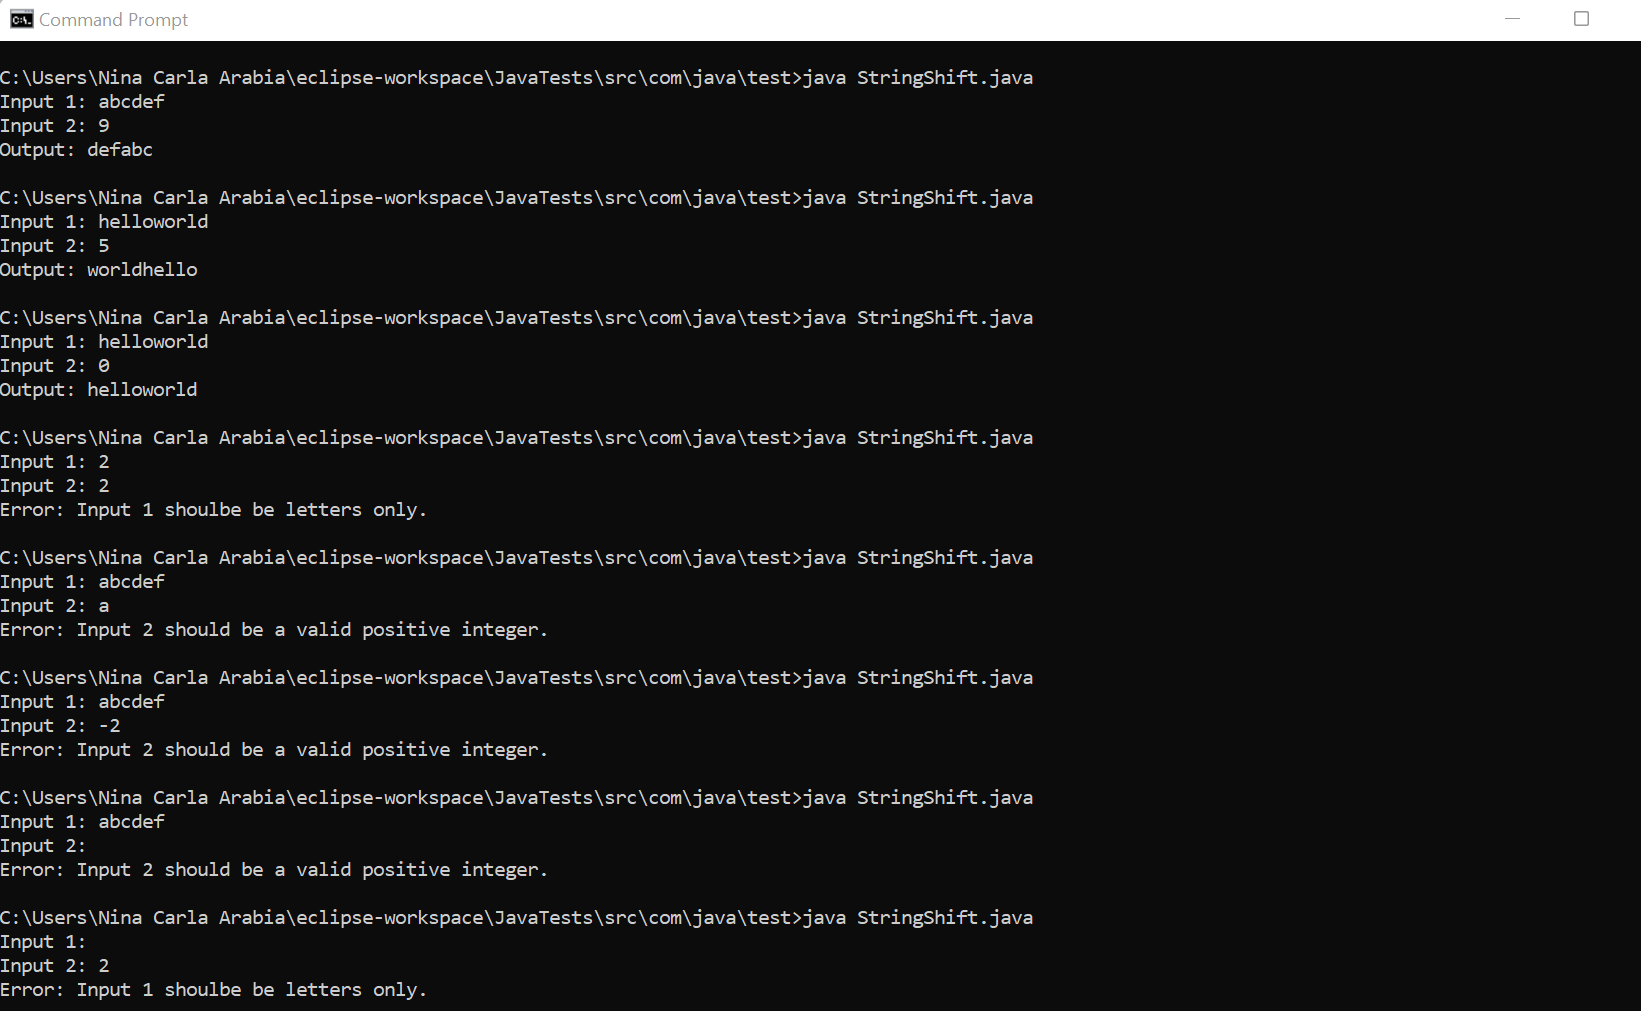 Command Prompt
C:\Users\Nina Carla Arabia\eclipse-workspace\JavaTests\src\com\java\test>java StringShift.java
Input 1: abcdef
Input 2: 9
Output: defabc
C:\Users\Nina Carla Arabia\eclipse-workspace\JavaTests\src\com\java\test>java StringShift.java
Input 1: helloworld
Input 2: 5
Output: worldhello
C:\Users\Nina Carla Arabia\eclipse-workspace\JavaTests\src\com\java\test>java StringShift.java
Input 1: helloworld
Input 2: 0
Output: helloworld
C:\Users\Nina Carla Arabia\eclipse-workspace\JavaTests\src\com\java\test>java StringShift.java
Input 1: 2
Input 2: 2
Error: Input 1 shoulbe be letters only.
C:\Users\Nina Carla Arabia\eclipse-workspace\JavaTests\src\com\java\test>java StringShift.java
Input 1: abcdef
Input 2: a
Error: Input 2 should be a valid positive integer.
C:\Users\Nina Carla Arabia\eclipse-workspace\JavaTests\src\com\java\test>java StringShift.java
Input 1: abcdef
Input 2: -2
Error: Input 2 should be a valid positive integer.
C:\Users\Nina Carla Arabia\eclipse-workspace\JavaTests\src\com\java\test>java StringShift.java
Input 1: abcdef
Input 2:
Error: Input 2 should be a valid positive integer.
C:\Users\Nina Carla Arabia\eclipse-workspace\JavaTests\src\com\java\test>java StringShift.java
Input 1:
Input 2: 2
Error: Input 1 shoulbe be letters only.